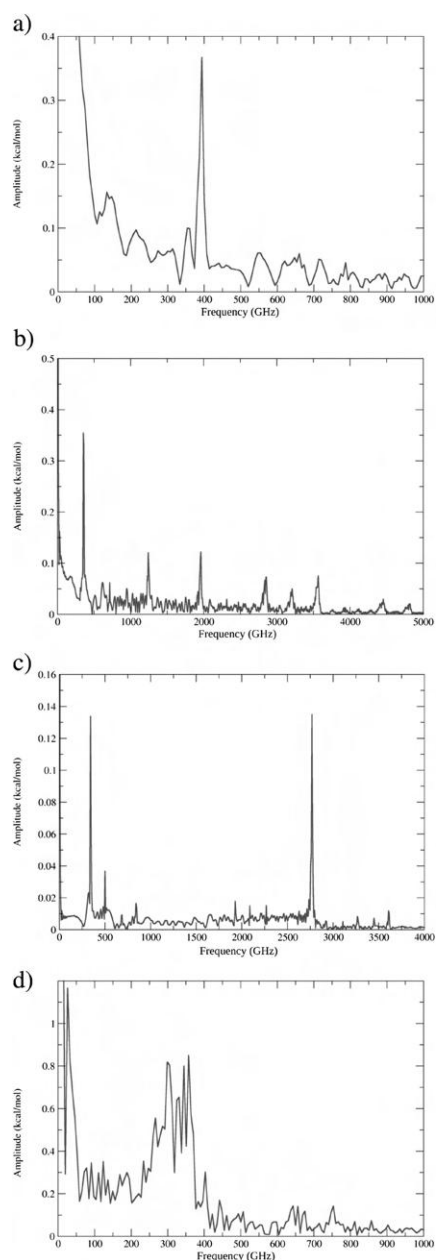 a)
0.4
0.3
0.2
0.1
0
Amplitude (kcal/mol)
0 100 200 300 400 500 600 700 800 900 1000
Frequency (GHz)
b)
0.5
0.4
0.3
0.2
0.1
0
Amplitude (kcal/mol)
0 1000 2000 3000 4000 5000
Frequency (GHz)
c)
0.16
0.14
0.12
0.10
0.08
0.06
0.04
0.02
0.00
Amplitude (kcal/mol)
0 500 1000 1500 2000 2500 3000 3500 4000
Frequency (GHz)
d)
1
0.8
0.6
0.4
0.2
0
Amplitude (kcal/mol)
0 100 200 300 400 500 600 700 800 900 1000
Frequency (GHz)